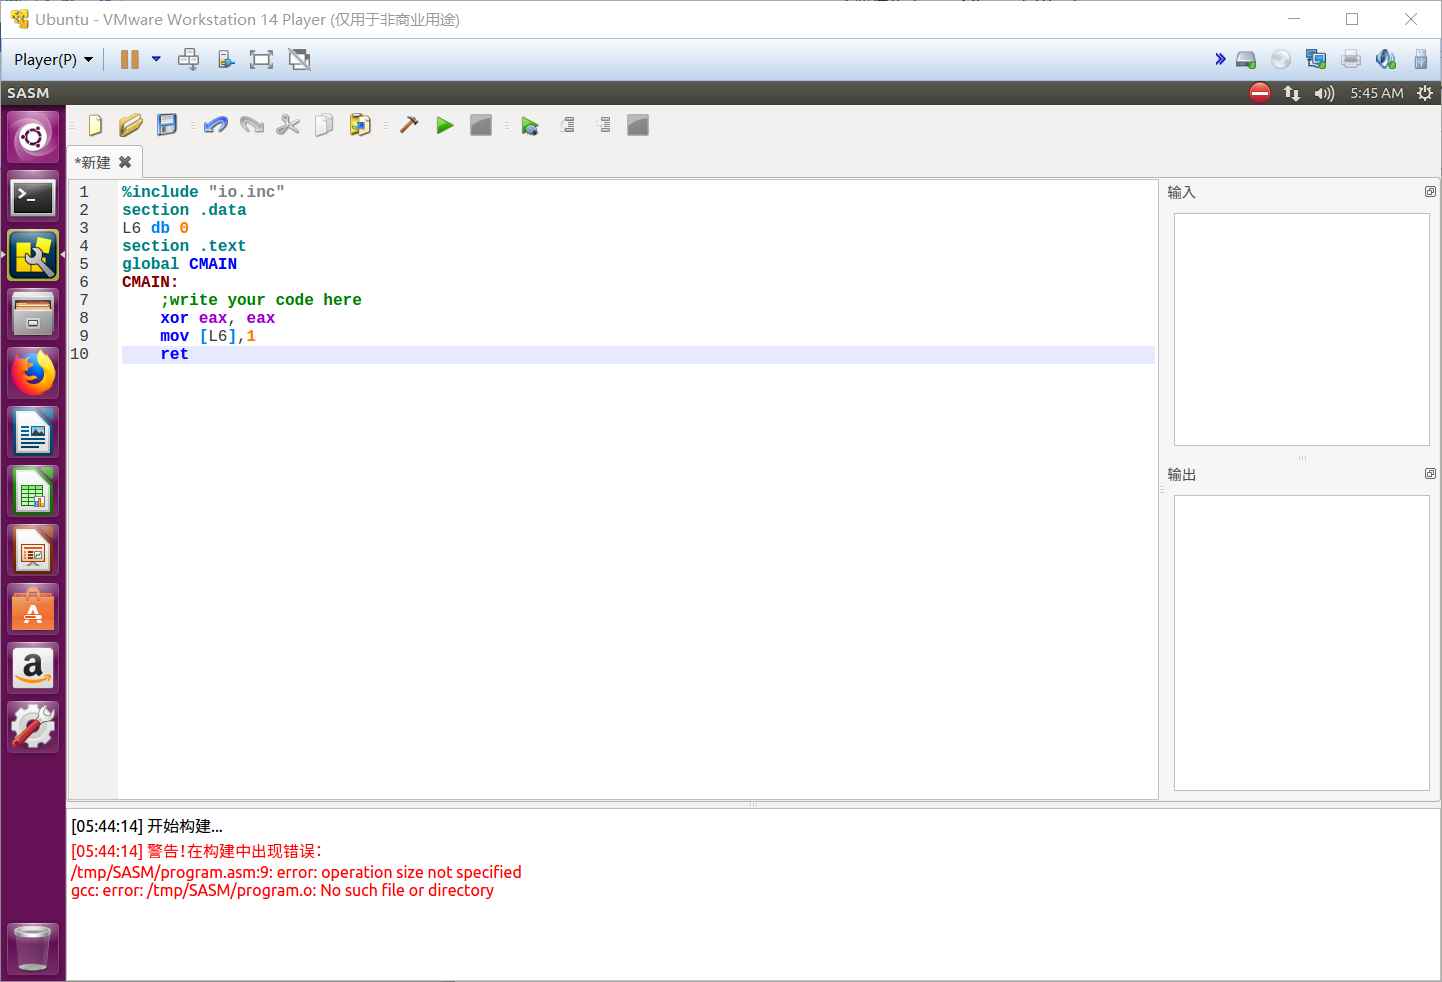 Ubuntu - VMware Workstation 14 Player (仅用于非商业用途)
Player(P)
SASM
5:45 AM
*新建
1 %include "io.inc"
2 section .data
3 L6 db 0
4 section .text
5 global CMAIN
6 CMAIN:
7 ;write your code here
8 xor eax, eax
9 mov [L6],1
10 ret
输入
输出
[05:44:14] 开始构建...
[05:44:14] 警告!在构建中出现错误:
/tmp/SASM/program.asm:9: error: operation size not specified
gcc: error: /tmp/SASM/program.o: No such file or directory